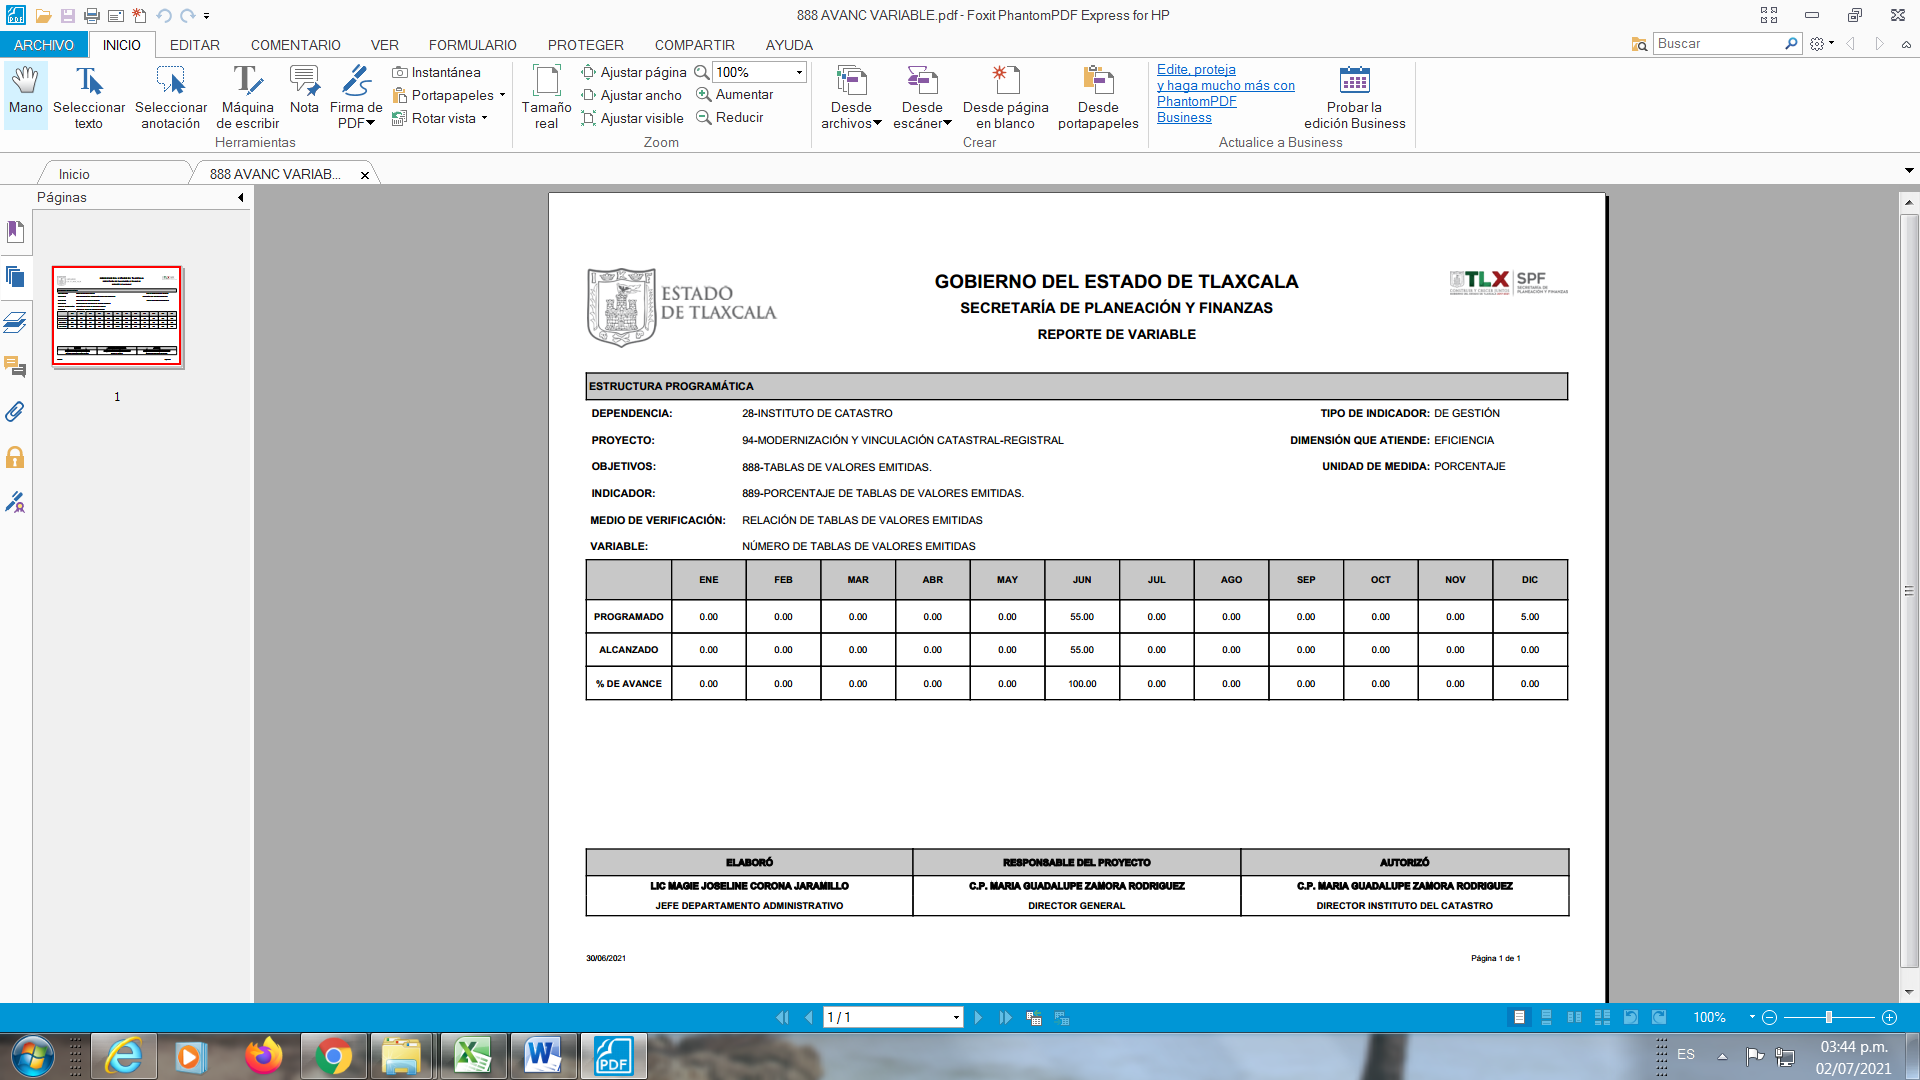 888 AVANC VARIABLE.pdf - Foxit PhantomPDF Express for HP
ARCHIVO INICIO EDITAR COMENTARIO VER FORMULARIO PROTEGER COMPARTIR AYUDA Buscar
Mano
Seleccionar texto
Seleccionar anotación
Máquina de escribir
Nota
Firma de PDF
Instantánea
Portapapeles
Rotar vista
Herramientas
Tamaño real
Ajustar página
Ajustar ancho
Ajustar visible
100%
Aumentar
Reducir
Zoom
Desde archivos
Desde escáner
Desde página en blanco
Desde portapapeles
Crear
Edite, proteja
y haga mucho más con
PhantomPDF
Business
Probar la edición Business
Actualice a Business
Inicio 888 AVANC VARIAB...
Páginas
1
ESTADO
DE TLAXCALA
GOBIERNO DEL ESTADO DE TLAXCALA
SECRETARÍA DE PLANEACIÓN Y FINANZAS
REPORTE DE VARIABLE
TLX SPF
SECRETARÍA DE
PLANEACIÓN Y FINANZAS
ESTRUCTURA PROGRAMÁTICA
DEPENDENCIA: 28-INSTITUTO DE CATASTRO TIPO DE INDICADOR: DE GESTIÓN
PROYECTO: 94-MODERNIZACIÓN Y VINCULACIÓN CATASTRAL-REGISTRAL DIMENSIÓN QUE ATIENDE: EFICIENCIA
OBJETIVOS: 888-TABLAS DE VALORES EMITIDAS. UNIDAD DE MEDIDA: PORCENTAJE
INDICADOR: 889-PORCENTAJE DE TABLAS DE VALORES EMITIDAS.
MEDIO DE VERIFICACIÓN: RELACIÓN DE TABLAS DE VALORES EMITIDAS
VARIABLE: NÚMERO DE TABLAS DE VALORES EMITIDAS
ENE FEB MAR ABR MAY JUN JUL AGO SEP OCT NOV DIC
PROGRAMADO 0.00 0.00 0.00 0.00 0.00 55.00 0.00 0.00 0.00 0.00 0.00 5.00
ALCANZADO 0.00 0.00 0.00 0.00 0.00 55.00 0.00 0.00 0.00 0.00 0.00 0.00
% DE AVANCE 0.00 0.00 0.00 0.00 0.00 100.00 0.00 0.00 0.00 0.00 0.00 0.00
ELABORÓ RESPONSABLE DEL PROYECTO AUTORIZÓ
LIC MAGIE JOSELINE CORONA JARAMILLO C.P. MARIA GUADALUPE ZAMORA RODRIGUEZ C.P. MARIA GUADALUPE ZAMORA RODRIGUEZ
JEFE DEPARTAMENTO ADMINISTRATIVO DIRECTOR GENERAL DIRECTOR INSTITUTO DEL CATASTRO
30/06/2021 Página 1 de 1
1 / 1 100%
ES 03:44 p.m.
02/07/2021